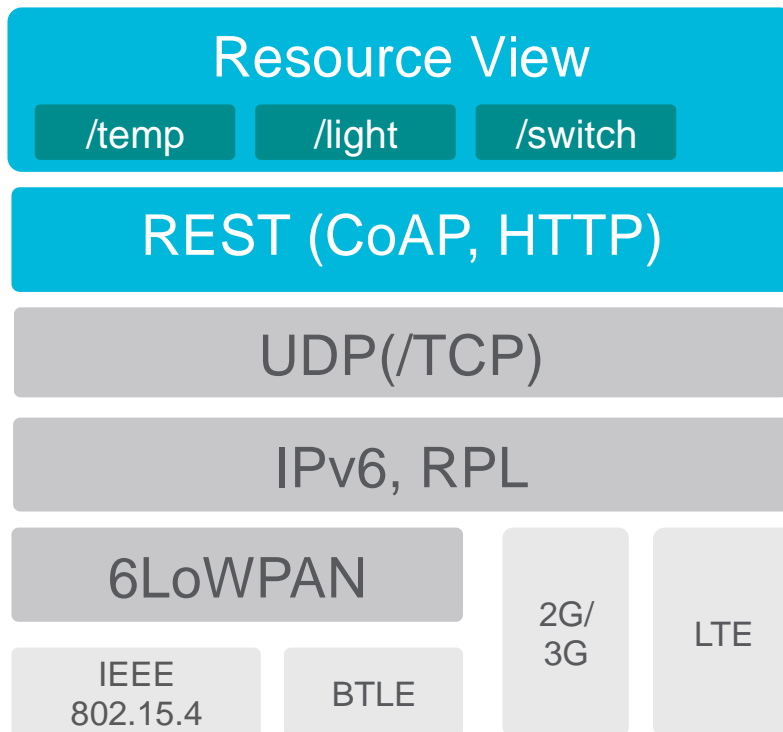 Resource View
/temp /light /switch
REST (CoAP, HTTP)
UDP(/TCP)
IPv6, RPL
6LoWPAN
2G/
3G
LTE
IEEE
802.15.4
BTLE